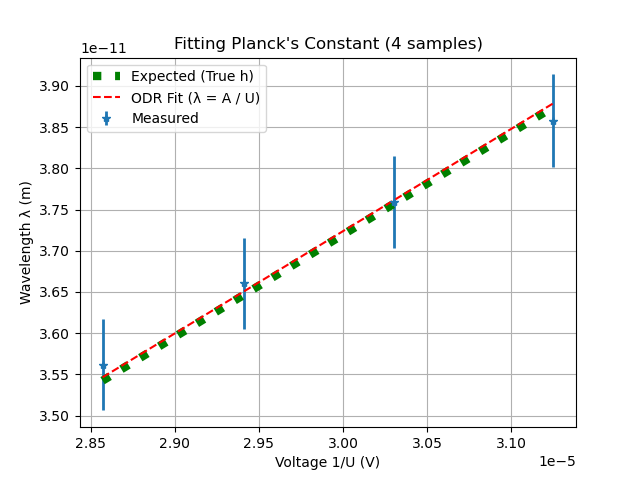 Fitting Planck's Constant (4 samples)
1e−11
Expected (True h)
ODR Fit (λ = A / U)
Measured
3.90
3.85
3.80
3.75
3.70
3.65
3.60
3.55
3.50
Wavelength λ (m)
2.85 2.90 2.95 3.00 3.05 3.10
1e−5
Voltage 1/U (V)